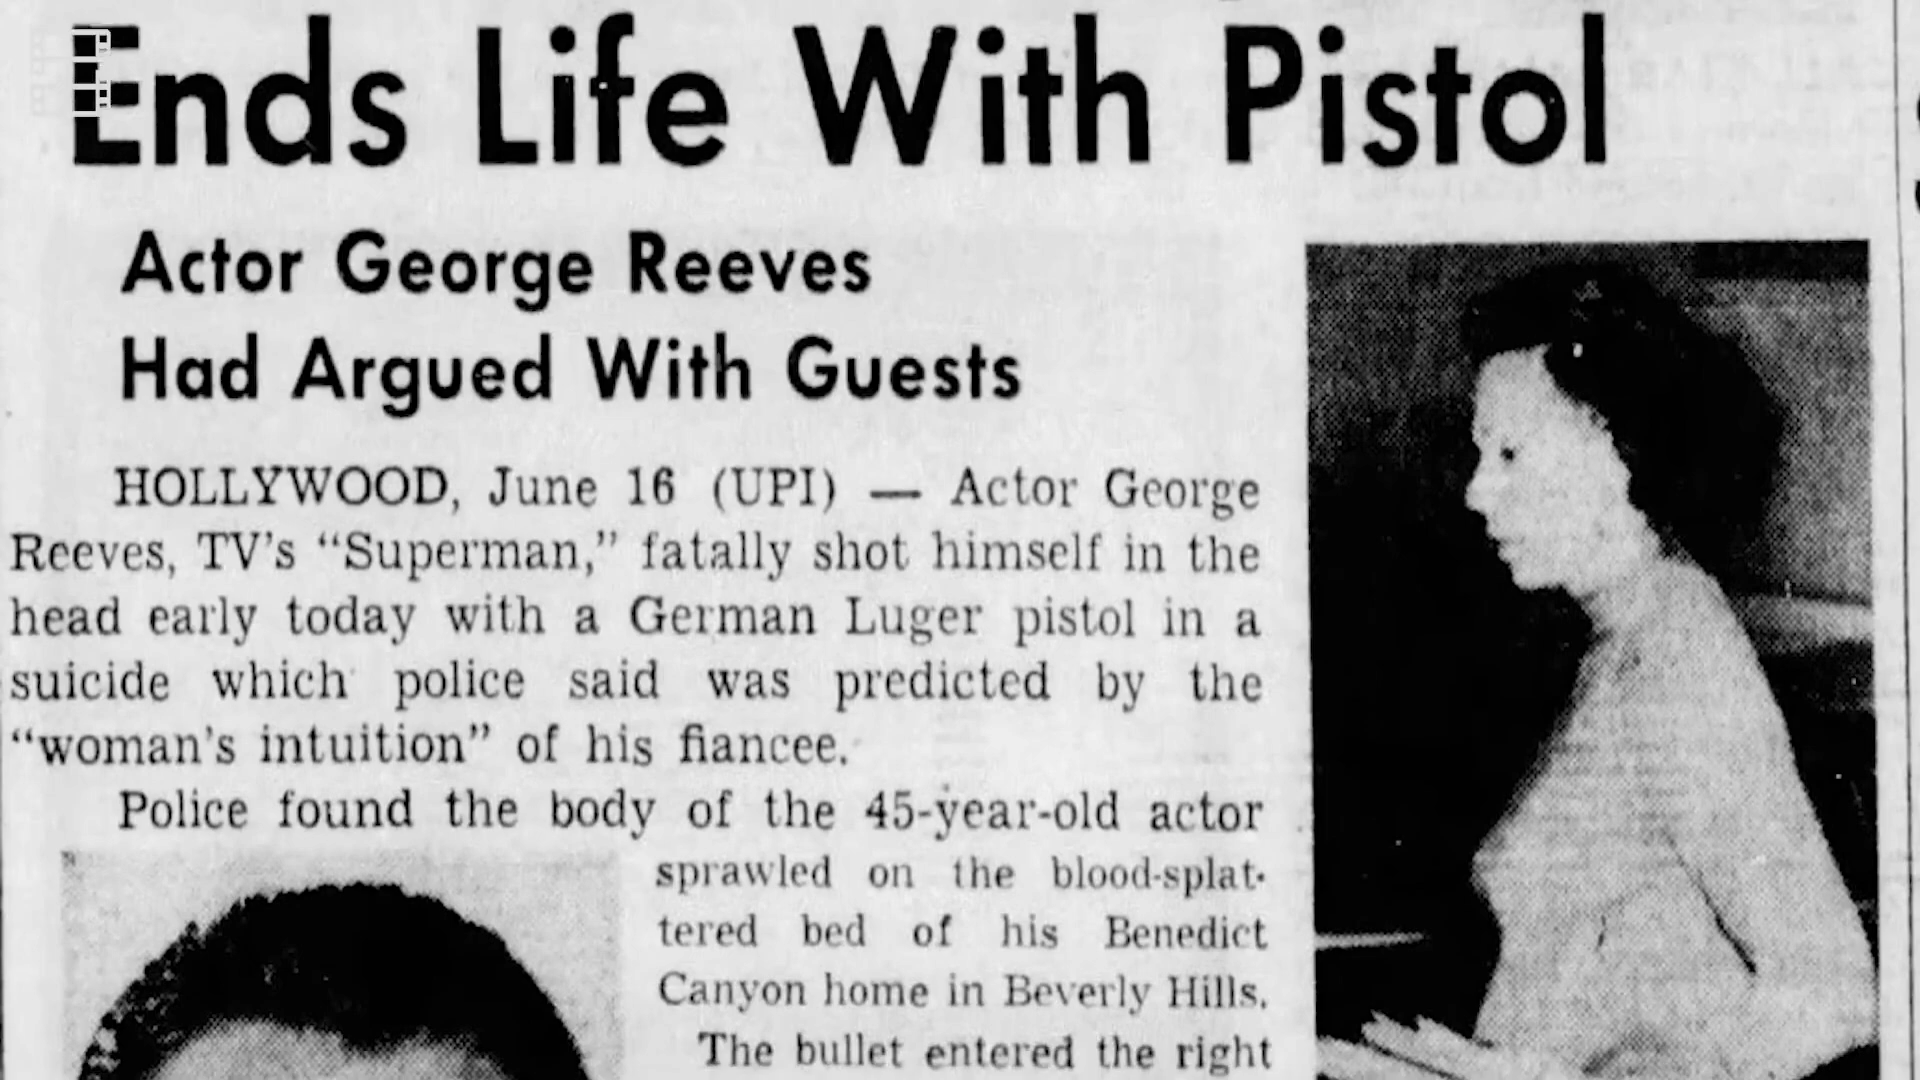 Ends Life With Pistol
Actor George Reeves
Had Argued With Guests
HOLLYWOOD, June 16 (UPI) — Actor George
Reeves, TV's "Superman," fatally shot himself in the
head early today with a German Luger pistol in a
suicide which police said was predicted by the
"woman's intuition" of his fiancee.
Police found the body of the 45-year-old actor
sprawled on the blood-splat-
tered bed of his Benedict
Canyon home in Beverly Hills.
The bullet entered the right